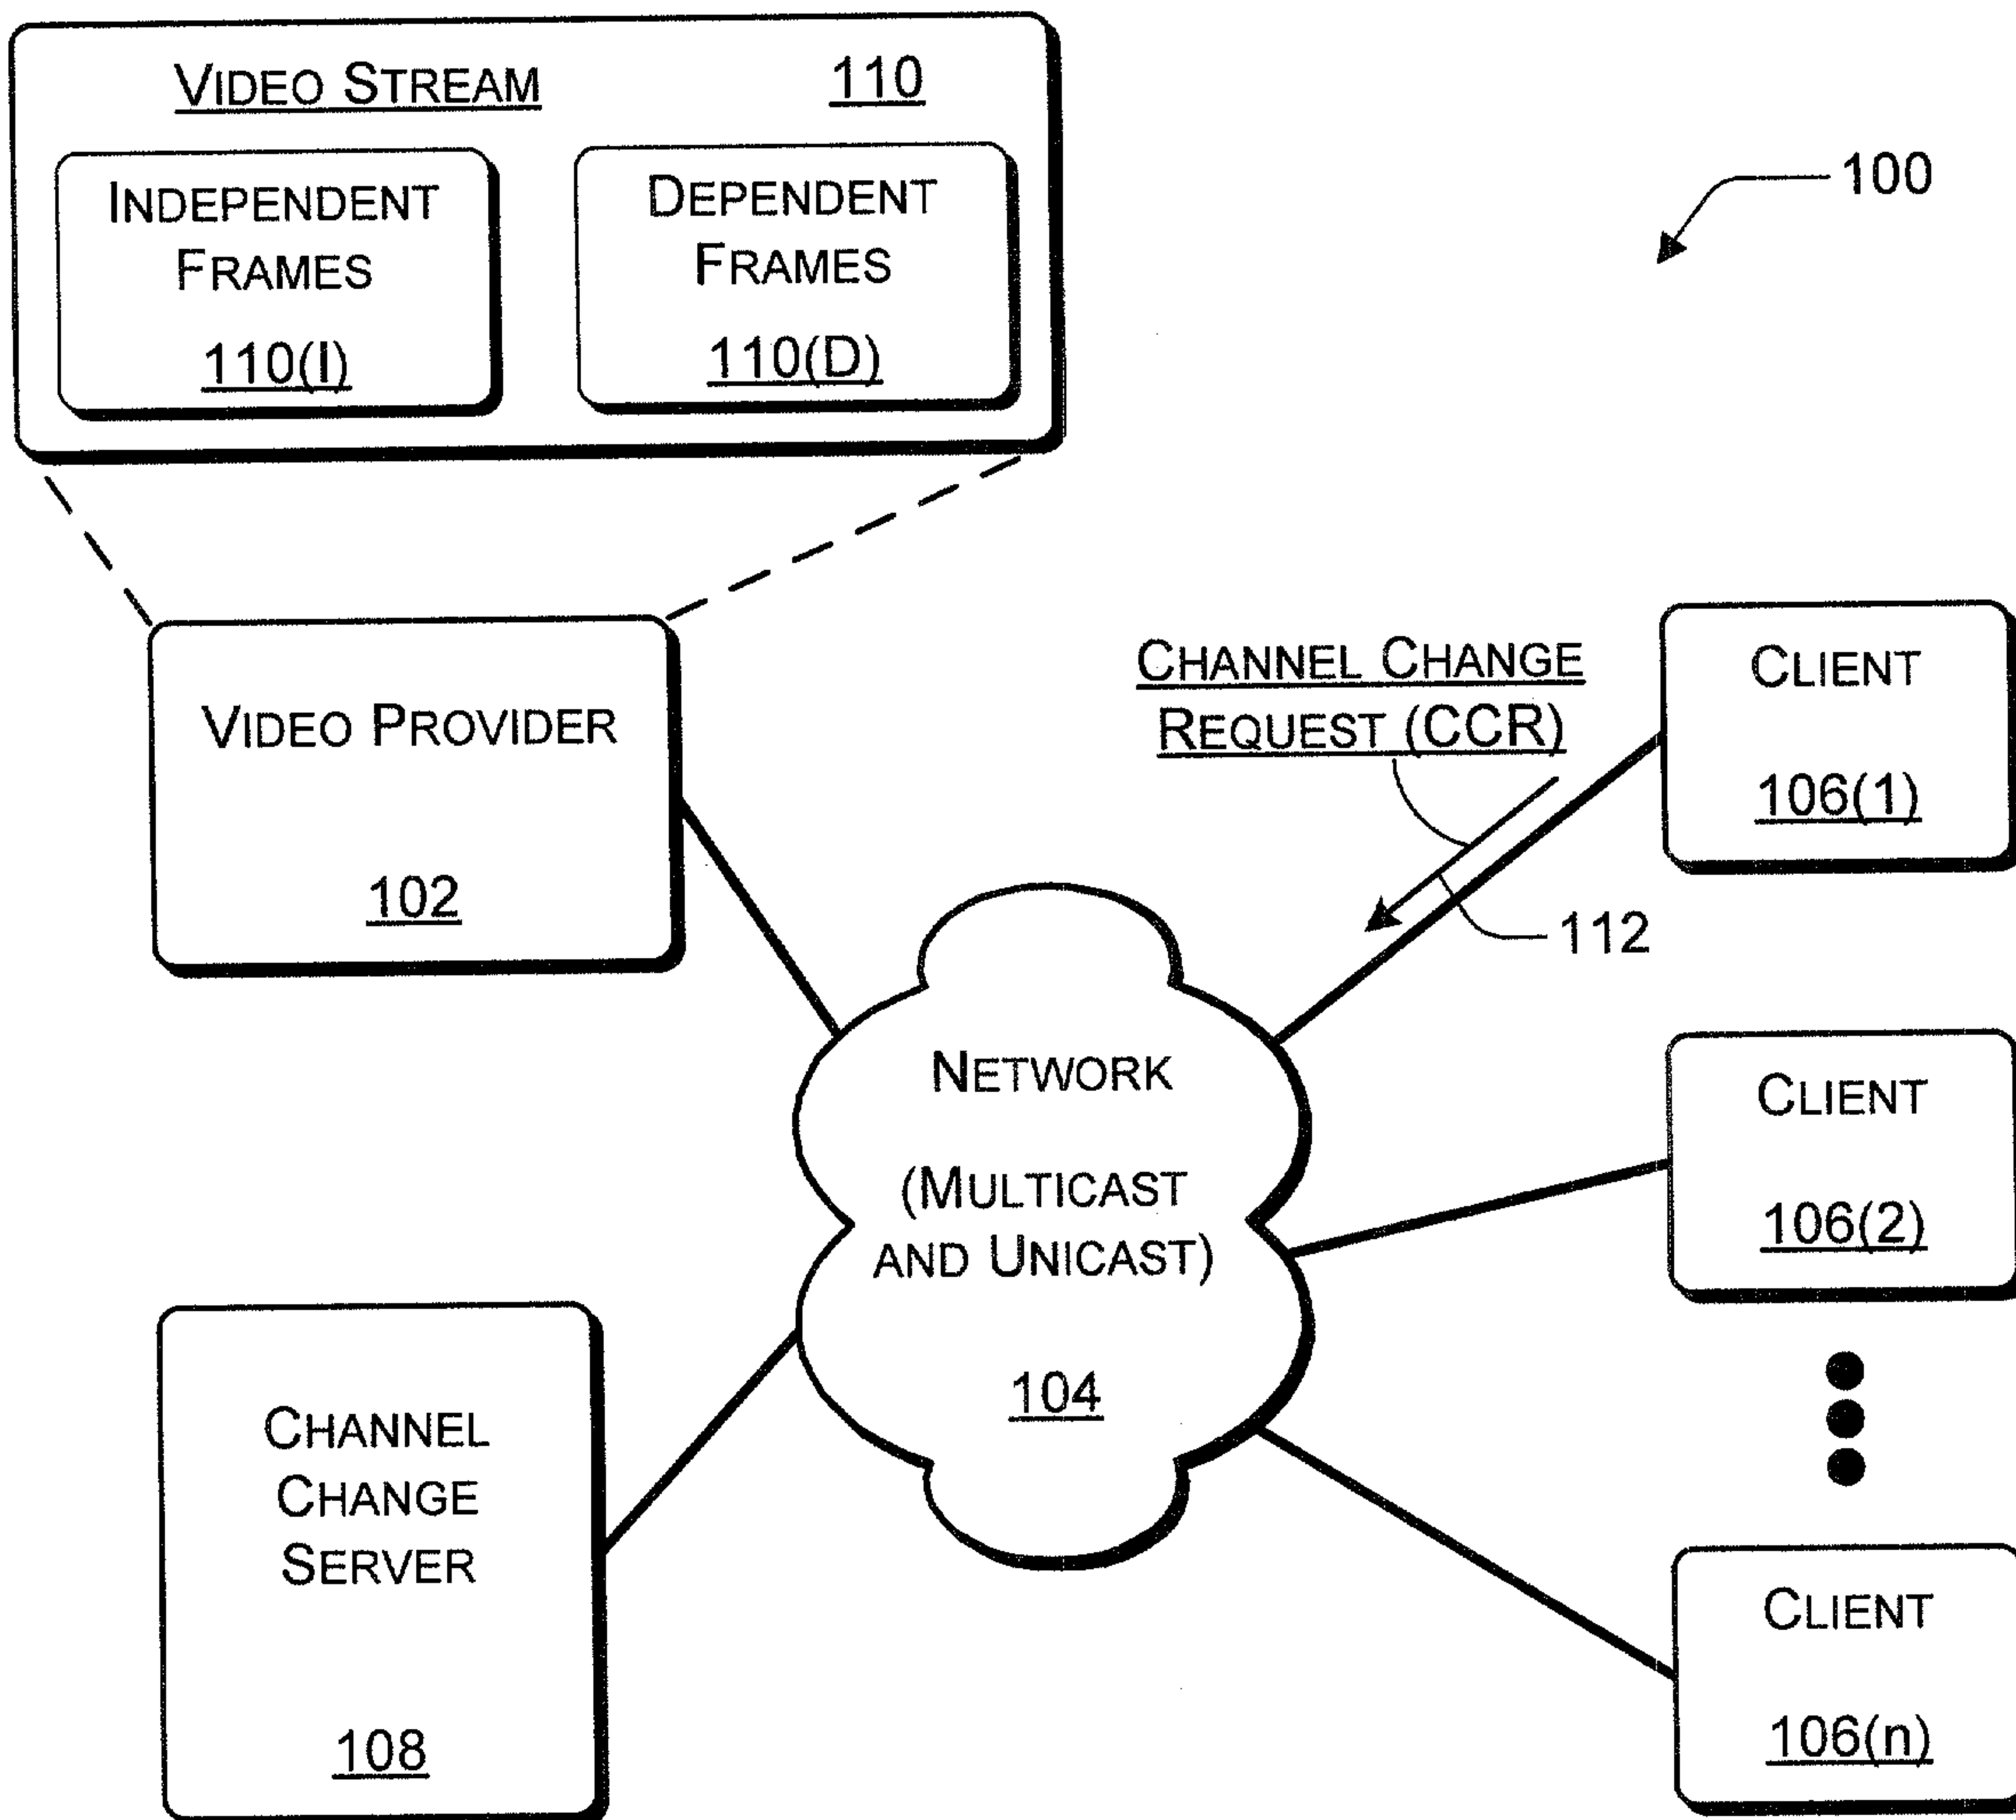 VIDEO STREAM 110
INDEPENDENT
FRAMES
110(I)
DEPENDENT
FRAMES
110(D)
100
VIDEO PROVIDER
102
CHANNEL CHANGE
REQUEST (CCR)
112
CLIENT
106(1)
NETWORK
(MULTICAST
AND UNICAST)
104
CLIENT
106(2)
CHANNEL
CHANGE
SERVER
108
CLIENT
106(n)